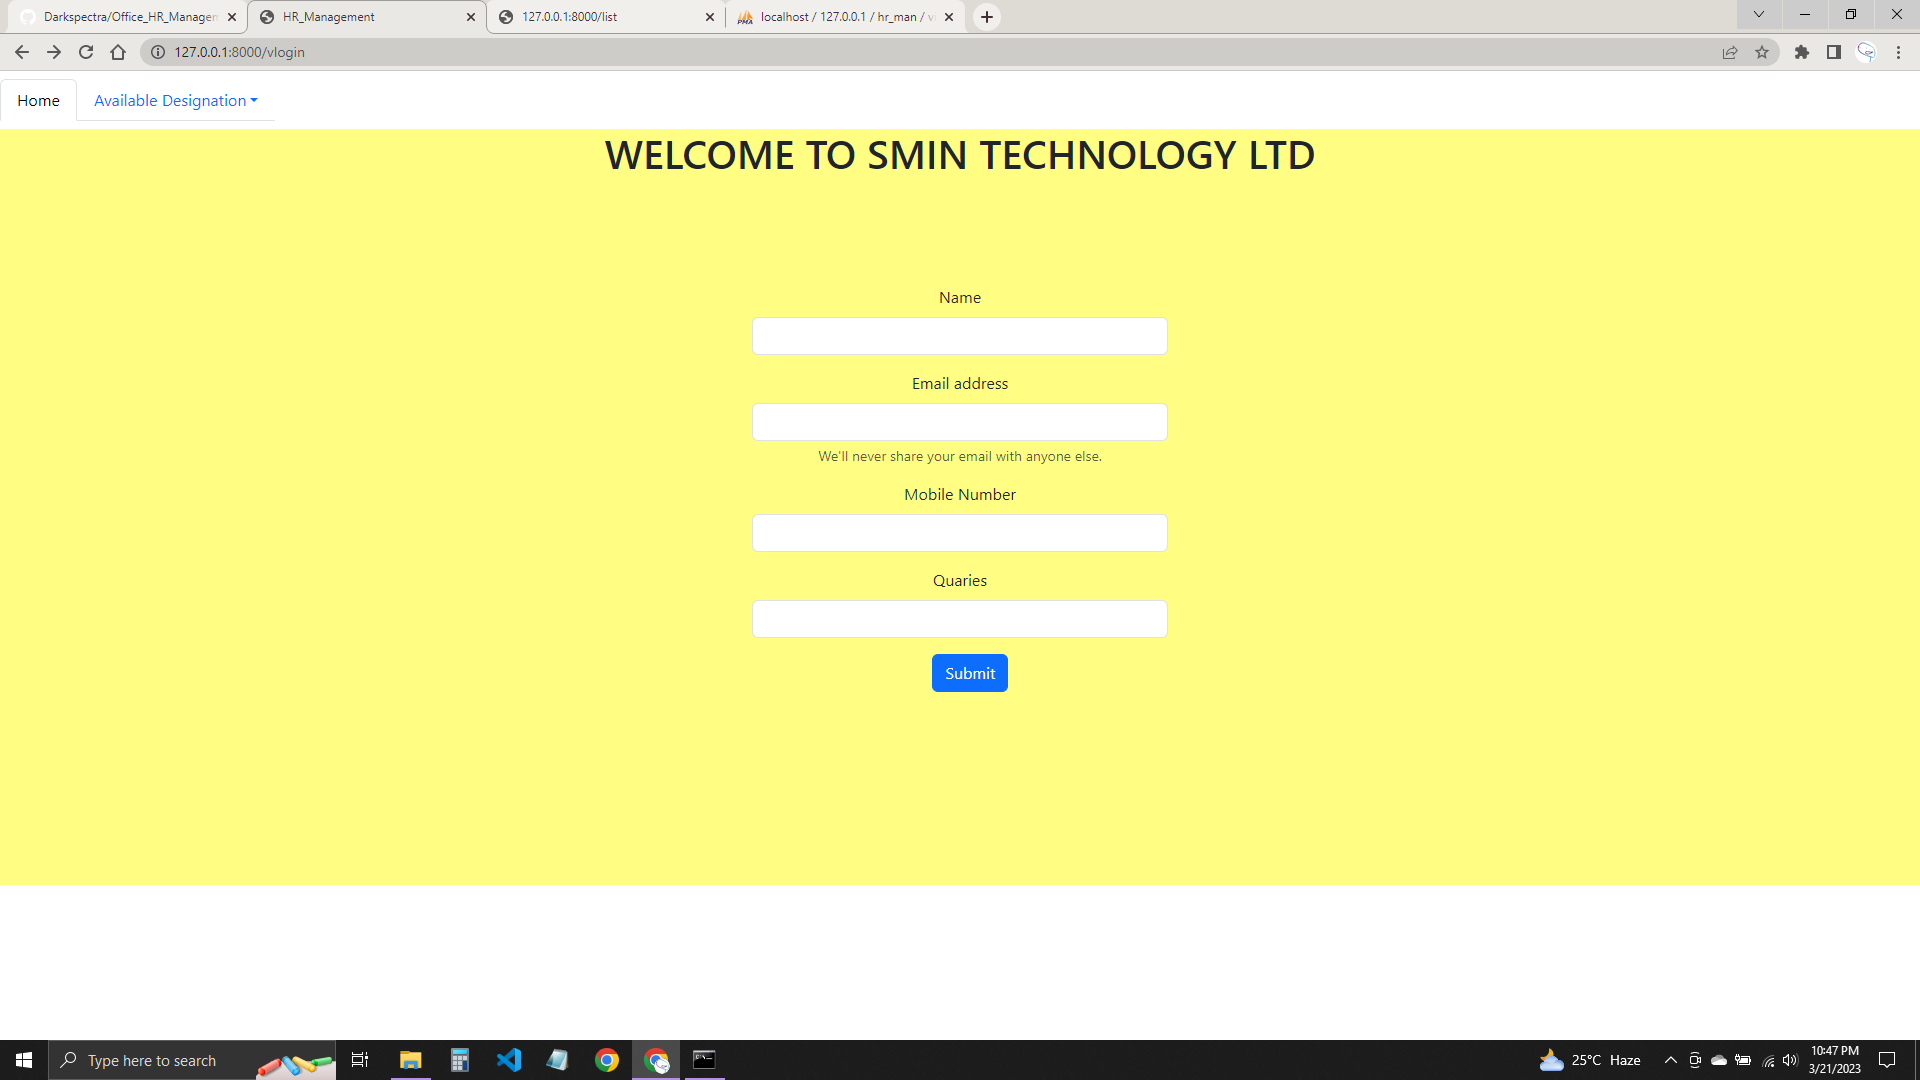 Darkspectra/Office_HR_Managem
HR_Management
127.0.0.1:8000/list
localhost / 127.0.0.1 / hr_man / vi
127.0.0.1:8000/vlogin
Home
Available Designation
WELCOME TO SMIN TECHNOLOGY LTD
Name
Email address
We'll never share your email with anyone else.
Mobile Number
Quaries
Submit
Type here to search
25°C Haze
10:47 PM
3/21/2023